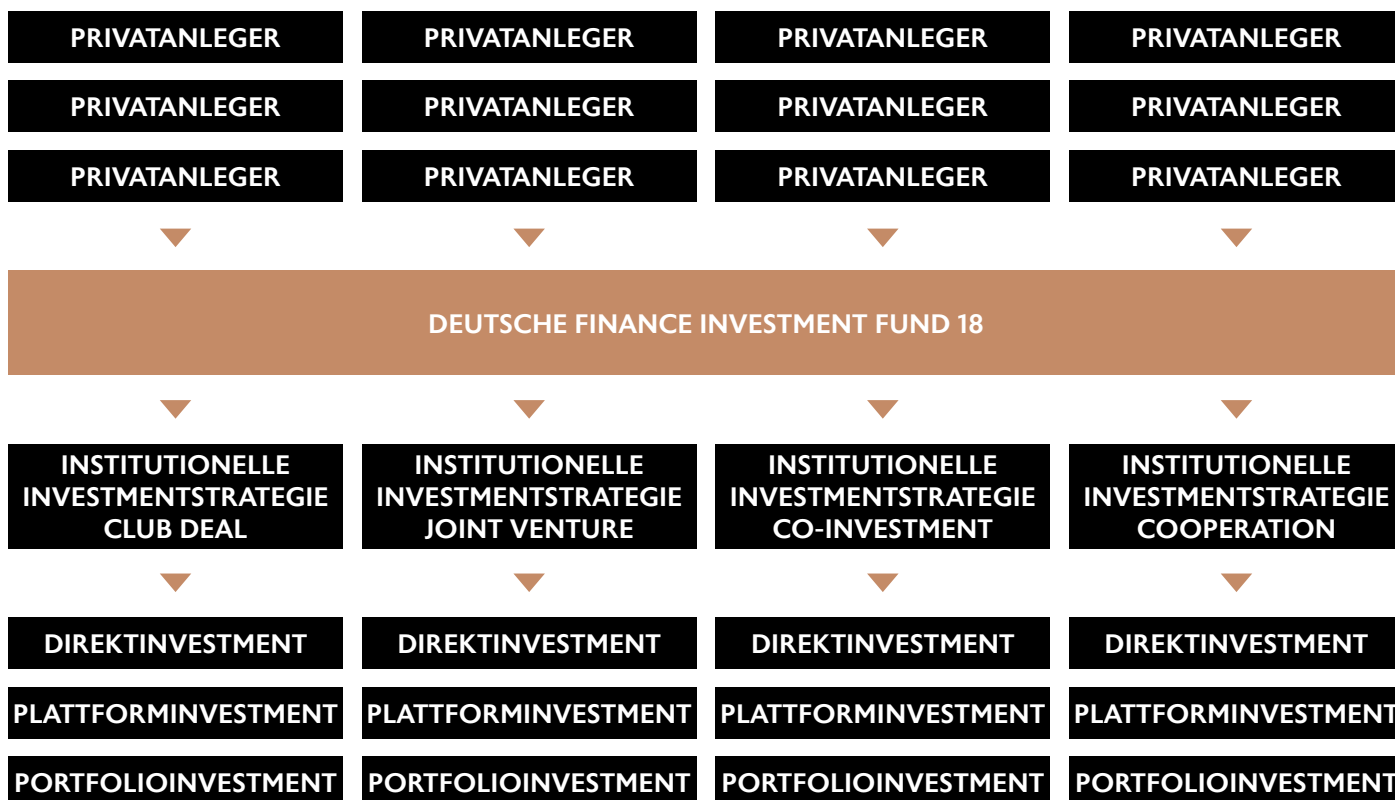 PRIVATANLEGER PRIVATANLEGER PRIVATANLEGER PRIVATANLEGER
PRIVATANLEGER PRIVATANLEGER PRIVATANLEGER PRIVATANLEGER
PRIVATANLEGER PRIVATANLEGER PRIVATANLEGER PRIVATANLEGER
DEUTSCHE FINANCE INVESTMENT FUND 18
INSTITUTIONELLE
INVESTMENTSTRATEGIE
CLUB DEAL
INSTITUTIONELLE
INVESTMENTSTRATEGIE
JOINT VENTURE
INSTITUTIONELLE
INVESTMENTSTRATEGIE
CO-INVESTMENT
INSTITUTIONELLE
INVESTMENTSTRATEGIE
COOPERATION
DIREKTINVESTMENT DIREKTINVESTMENT DIREKTINVESTMENT DIREKTINVESTMENT
PLATTFORMINVESTMENT PLATTFORMINVESTMENT PLATTFORMINVESTMENT PLATTFORMINVESTMENT
PORTFOLIOINVESTMENT PORTFOLIOINVESTMENT PORTFOLIOINVESTMENT PORTFOLIOINVESTMENT